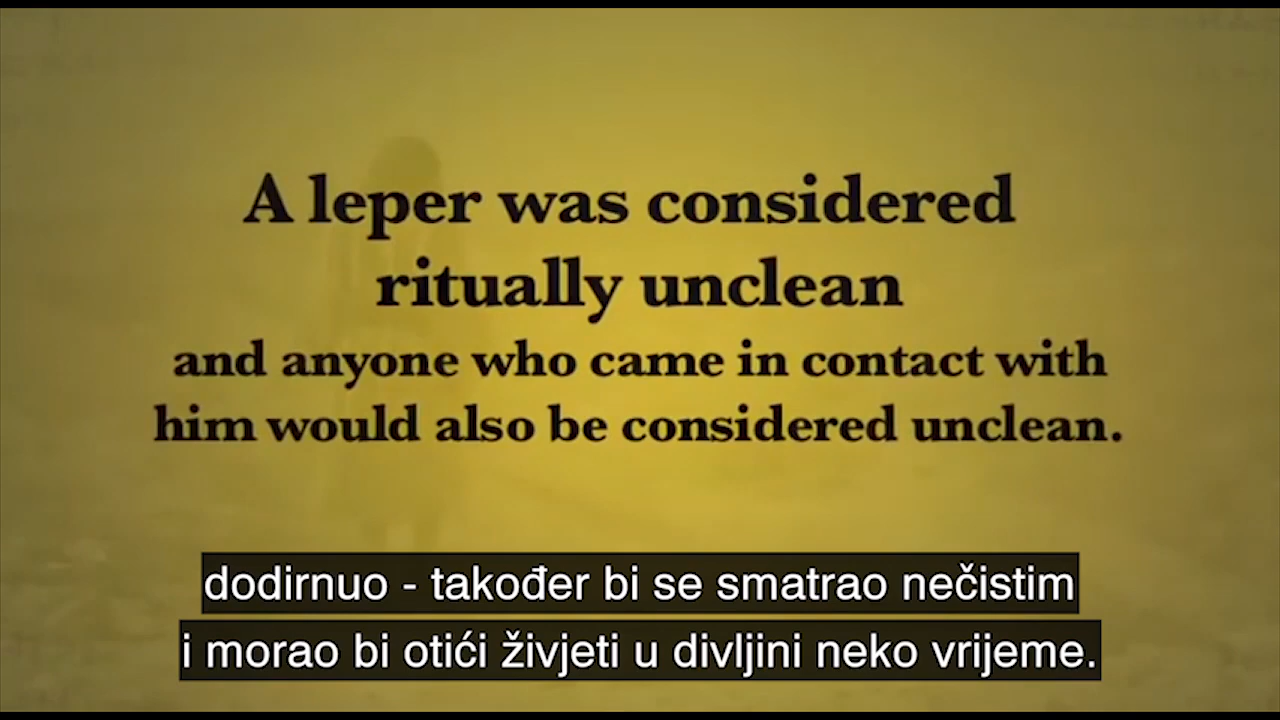 A leper was considered
ritually unclean
and anyone who came in contact with
him would also be considered unclean.
dodirnuo - također bi se smatrao nečistim
i morao bi otići živjeti u divljini neko vrijeme.